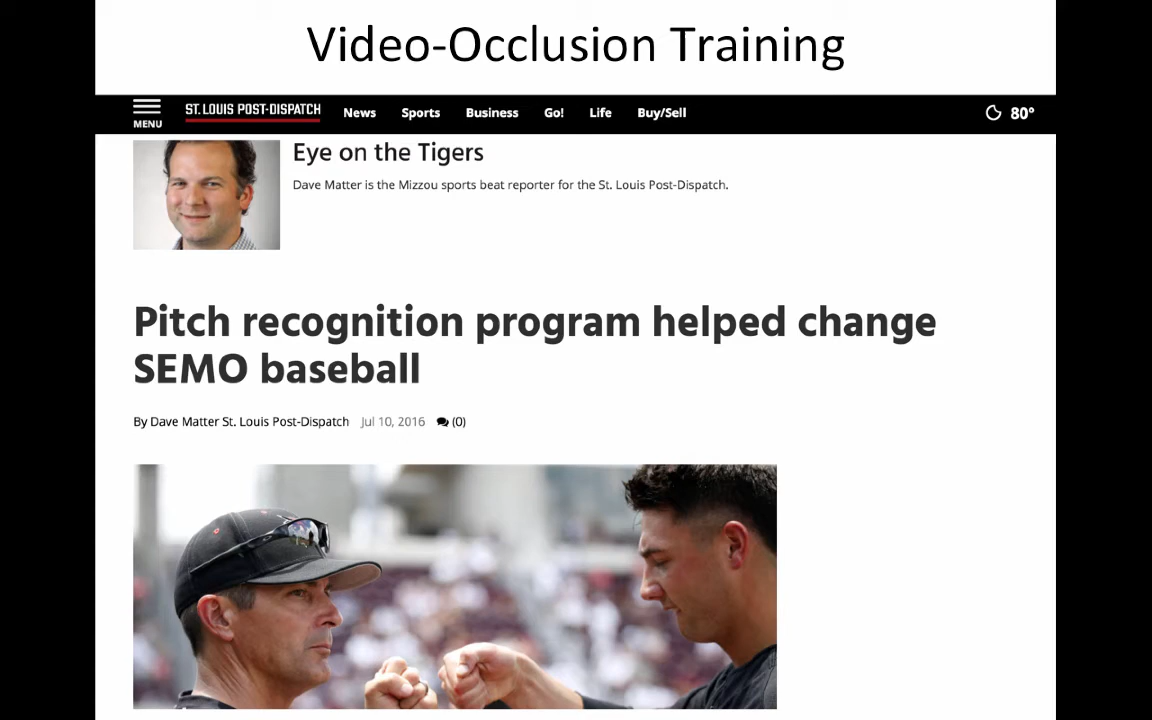 Video-Occlusion Training
MENU
ST. LOUIS POST-DISPATCH News Sports Business Go! Life Buy/Sell 80°
Eye on the Tigers
Dave Matter is the Mizzou sports beat reporter for the St. Louis Post-Dispatch.
Pitch recognition program helped change
SEMO baseball
By Dave Matter St. Louis Post-Dispatch Jul 10, 2016 (0)